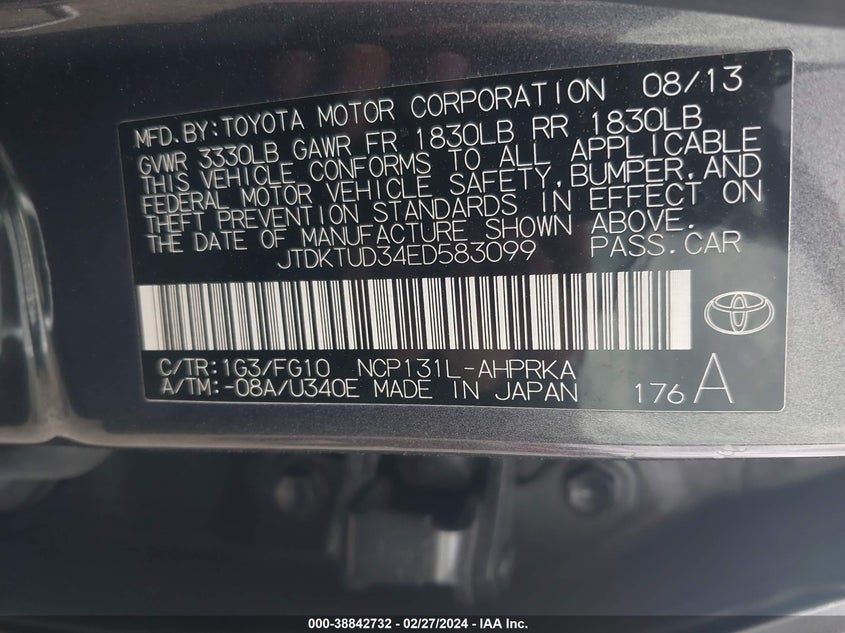 MFD.BY:TOYOTA MOTOR CORPORATION 08/13
GVWR 3330LB GAWR FR 1830LB RR 1830LB
THIS VEHICLE CONFORMS TO ALL APPLICABLE
FEDERAL MOTOR VEHICLE SAFETY,BUMPER,AND
THEFT PREVENTION STANDARDS IN EFFECT ON
THE DATE OF MANUFACTURE SHOWN ABOVE.
JTDKTUD34ED583099 PASS.CAR
C/TR:1G3/FG10 NCP131L-AHPRKA
A/TM:-08A/U340E MADE IN JAPAN 176 A
000-38842732 - 02/27/2024 - IAA Inc.